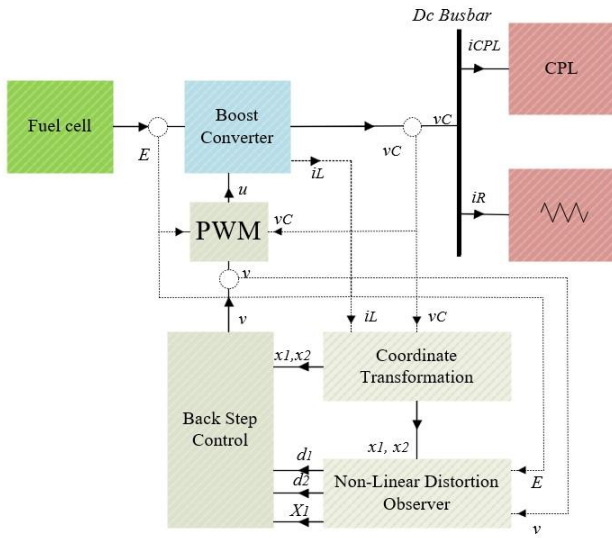 Dc Busbar
iCPL
CPL
Fuel cell
Boost
Converter
E
vC
vC
iL
u
iR
PWM
vC
v
v
iL
vC
x1,x2
Coordinate
Transformation
Back Step
Control
x1, x2
d1
d2
X1
Non-Linear Distortion
Observer
E
v